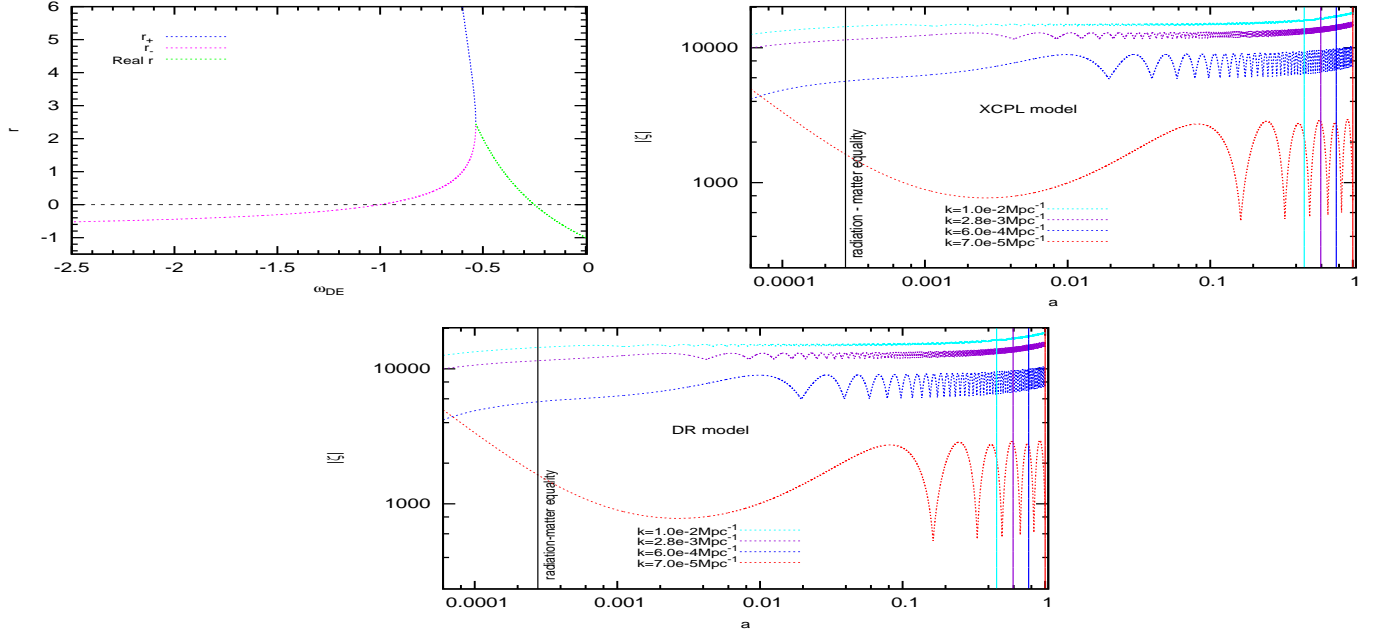 6
5
4
3
2
1
0
-1
r
r+
r-
Real r
-2.5
-2
-1.5
-1
-0.5
0
ωDE
10000
1000
|ζ|
XCPL model
radiation - matter equality
k=1.0e-2Mpc-1
k=2.8e-3Mpc-1
k=6.0e-4Mpc-1
k=7.0e-5Mpc-1
0.0001
0.001
0.01
0.1
1
a
10000
1000
|ζ|
DR model
radiation-matter equality
k=1.0e-2Mpc-1
k=2.8e-3Mpc-1
k=6.0e-4Mpc-1
k=7.0e-5Mpc-1
0.0001
0.001
0.01
0.1
1
a